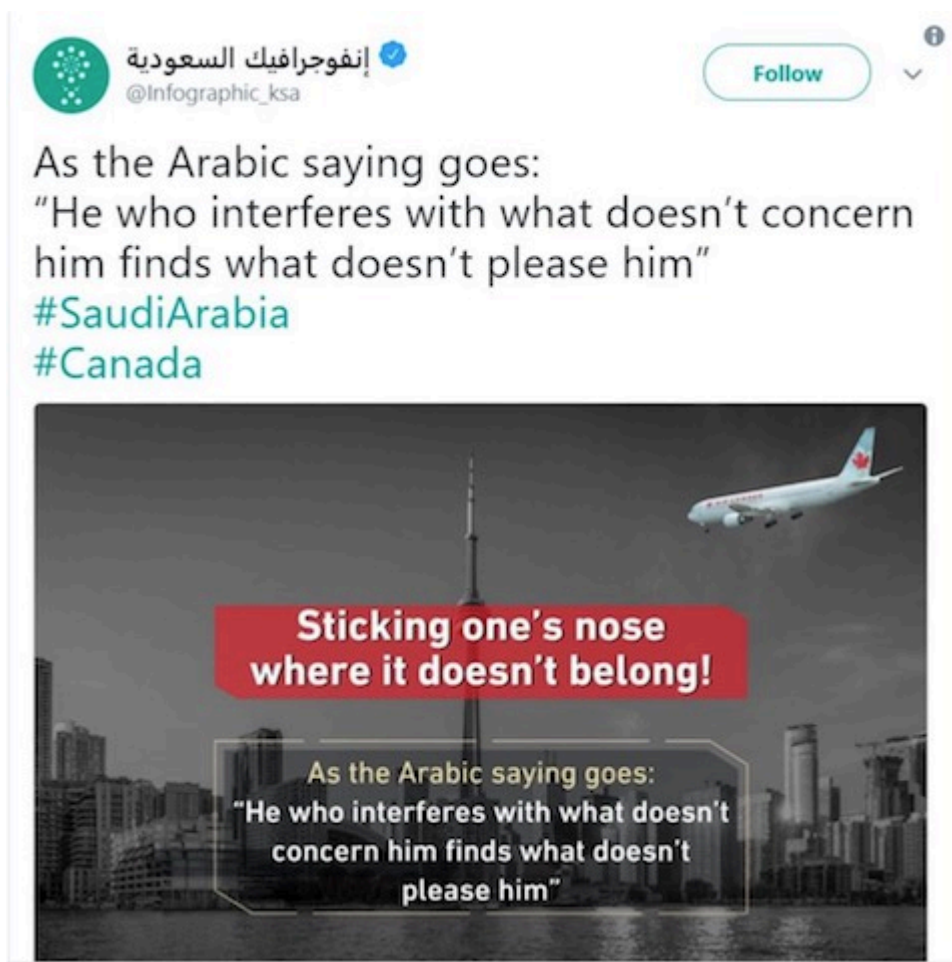 إنفوجرافيك السعودية
@Infographic_ksa
Follow
As the Arabic saying goes:
“He who interferes with what doesn’t concern
him finds what doesn’t please him”
#SaudiArabia
#Canada
Sticking one’s nose
where it doesn’t belong!
As the Arabic saying goes:
“He who interferes with what doesn’t
concern him finds what doesn’t
please him”